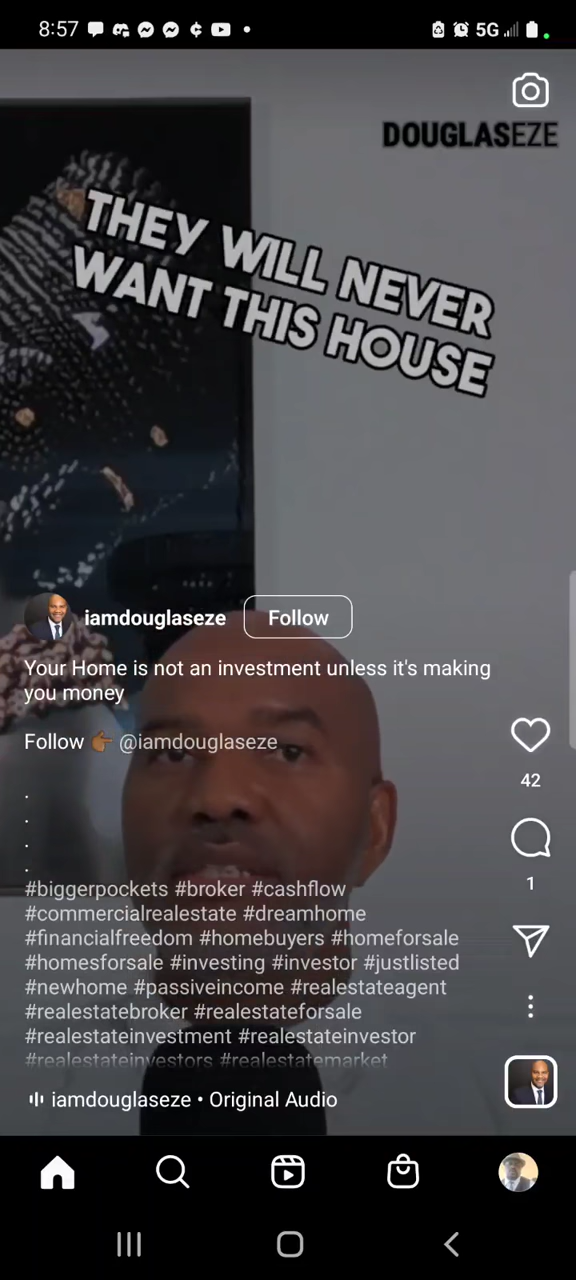 8:57
5G
DOUGLASEZE
THEY WILL NEVER
WANT THIS HOUSE
iamdouglaseze
Follow
Your Home is not an investment unless it's making
you money
Follow 👉🏾 @iamdouglaseze
.
.
.
.
#biggerpockets #broker #cashflow
#commercialrealestate #dreamhome
#financialfreedom #homebuyers #homeforsale
#homesforsale #investing #investor #justlisted
#newhome #passiveincome #realestateagent
#realestatebroker #realestateforsale
#realestateinvestment #realestateinvestor
#realestateinvestors #realestatemarket
42
1
iamdouglaseze • Original Audio